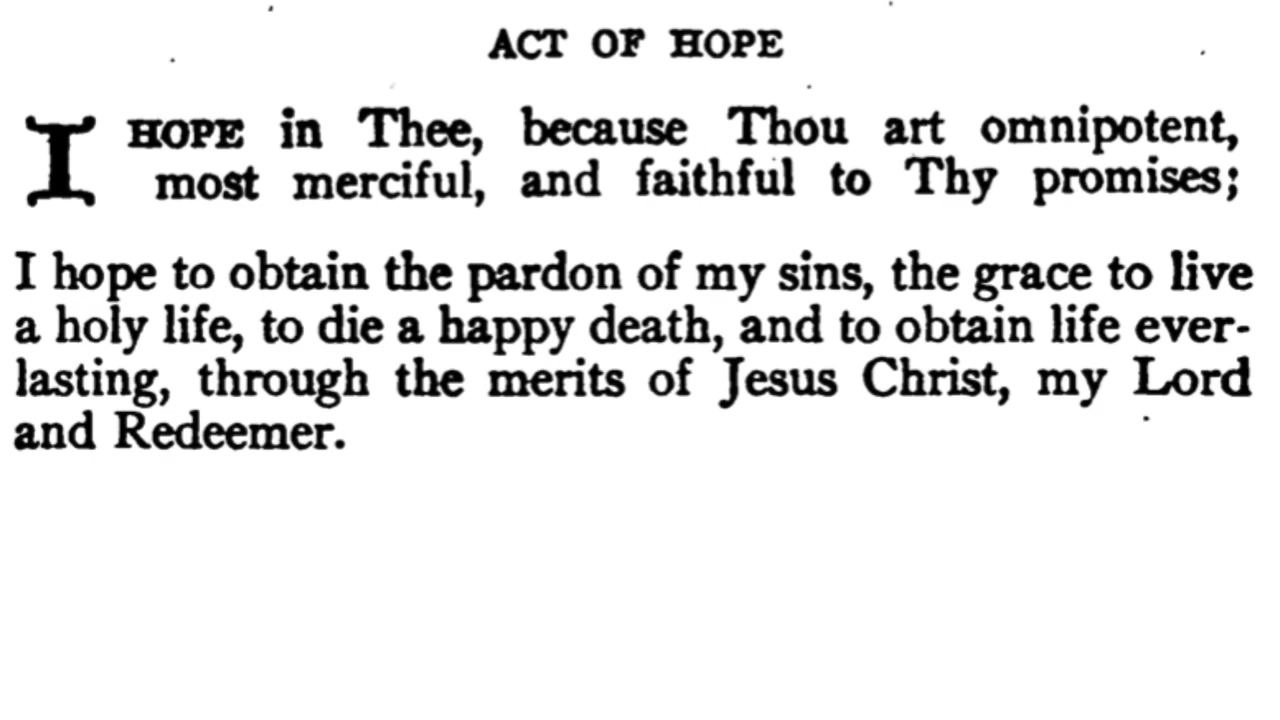 ACT OF HOPE
I HOPE in Thee, because Thou art omnipotent,
most merciful, and faithful to Thy promises;
I hope to obtain the pardon of my sins, the grace to live
a holy life, to die a happy death, and to obtain life ever-
lasting, through the merits of Jesus Christ, my Lord
and Redeemer.